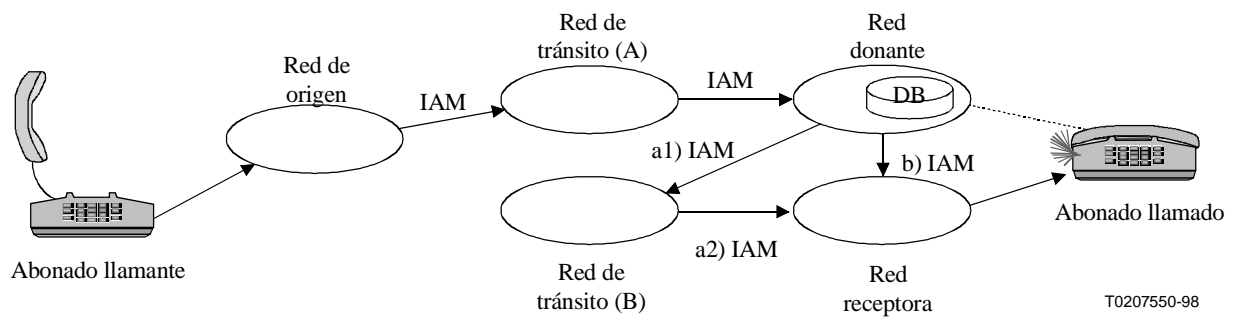 Red de
tránsito (A)
Red
donante
Red de
origen
IAM
IAM
DB
a1) IAM
b) IAM
a2) IAM
Abonado llamante
Abonado llamado
Red de
tránsito (B)
Red
receptora
T0207550-98